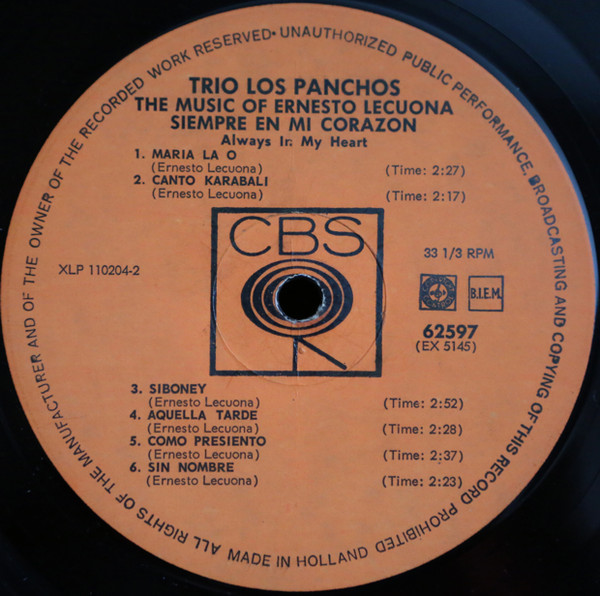 ALL RIGHTS OF THE MANUFACTURER AND OF THE OWNER OF THE RECORDED WORK RESERVED • UNAUTHORIZED PUBLIC PERFORMANCE, BROADCASTING AND COPYING OF THIS RECORD PROHIBITED
TRIO LOS PANCHOS
THE MUSIC OF ERNESTO LECUONA
SIEMPRE EN MI CORAZON
Always In My Heart
1. MARIA LA O
(Ernesto Lecuona) (Time: 2:27)
2. CANTO KARABALI
(Ernesto Lecuona) (Time: 2:17)
CBS
33 1/3 RPM
XLP 110204-2
B.I.E.M.
62597
(EX 5145)
3. SIBONEY
(Ernesto Lecuona) (Time: 2:52)
4. AQUELLA TARDE
(Ernesto Lecuona) (Time: 2:28)
5. COMO PRESIENTO
(Ernesto Lecuona) (Time: 2:37)
6. SIN NOMBRE
(Ernesto Lecuona) (Time: 2:23)
MADE IN HOLLAND